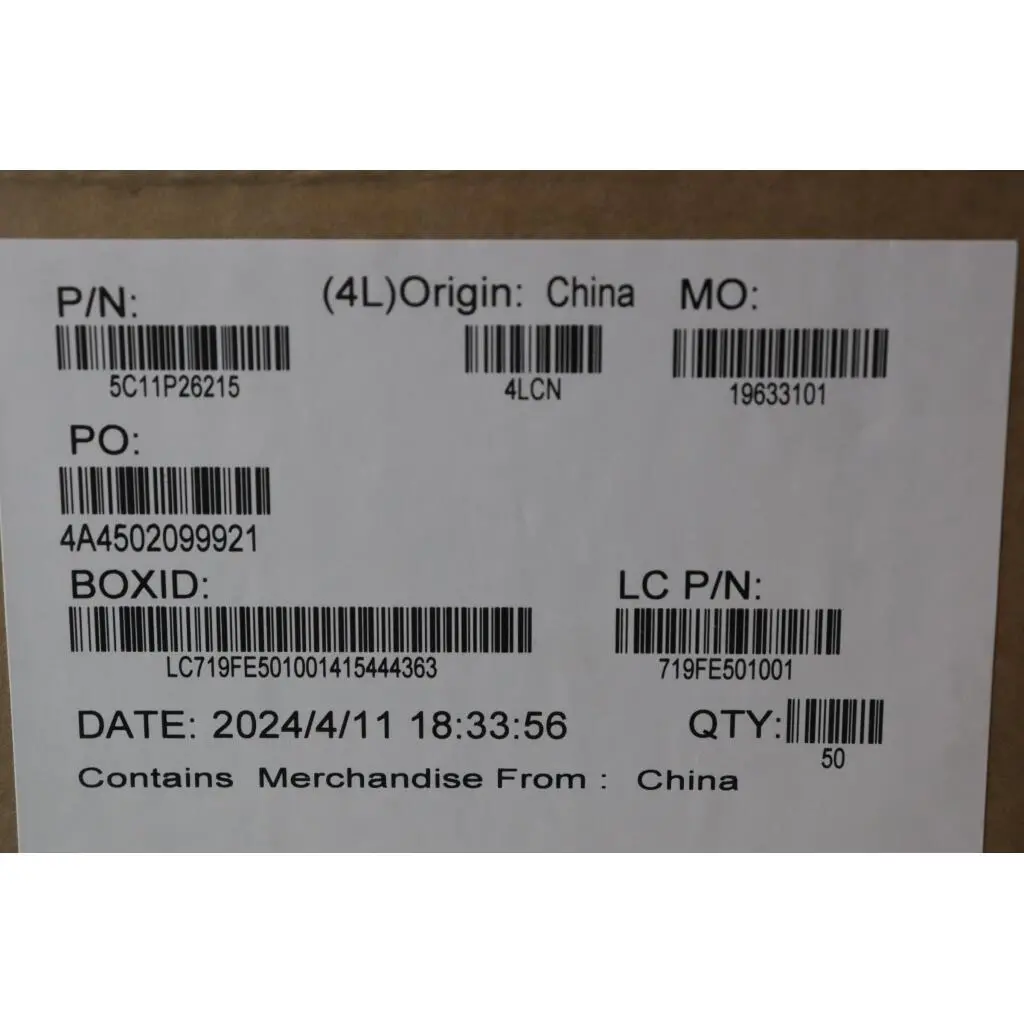 P/N: (4L)Origin: China MO:
5C11P26215 4LCN 19633101
PO:
4A4502099921
BOXID: LC P/N:
LC719FE501001415444363 719FE501001
DATE: 2024/4/11 18:33:56 QTY:
50
Contains Merchandise From : China